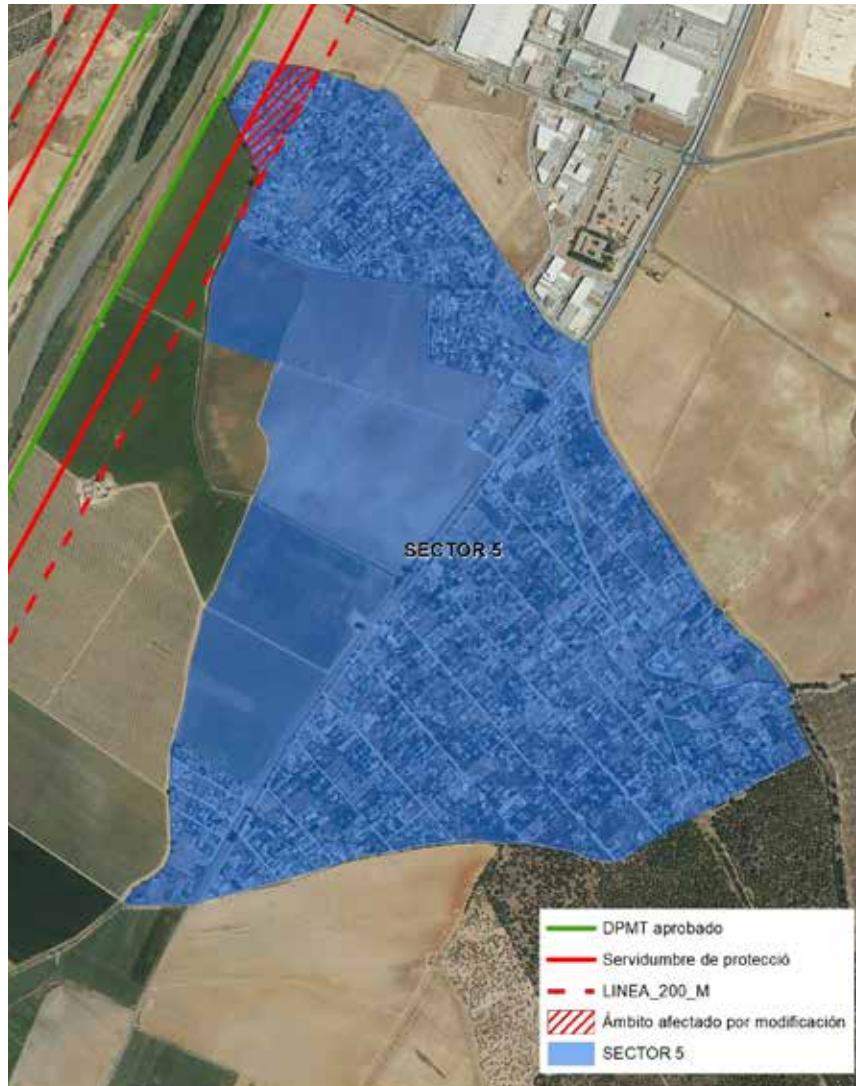 SECTOR 5
DPMT aprobado
Servidumbre de protecció
LINEA_200_M
Ámbito afectado por modificación
SECTOR 5